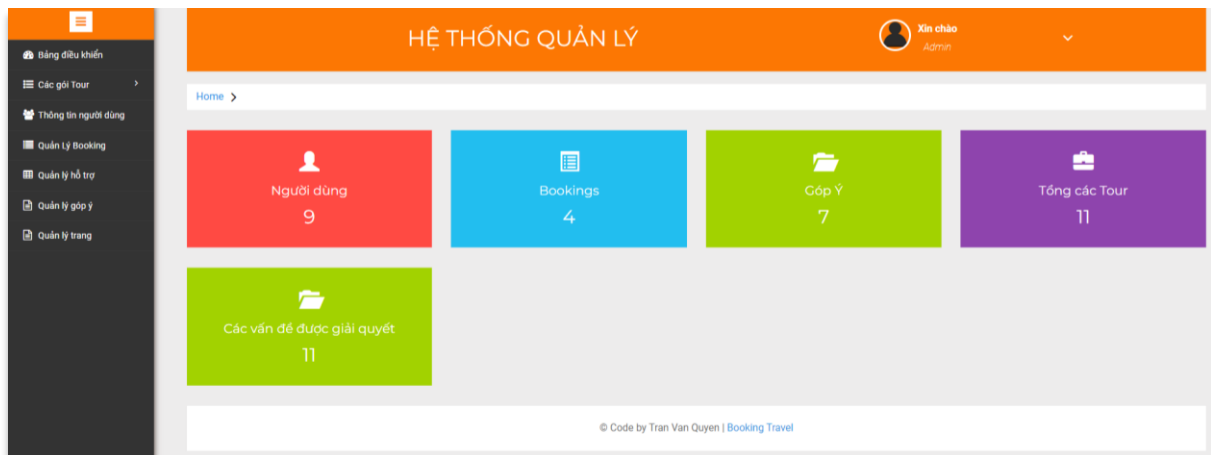 HỆ THỐNG QUẢN LÝ
Xin chào
Admin
Bảng điều khiển
Các gói Tour
Thông tin người dùng
Quản Lý Booking
Quản lý hỗ trợ
Quản lý góp ý
Quản lý trang
Home
Người dùng
9
Bookings
4
Góp Ý
7
Tổng các Tour
11
Các vấn đề được giải quyết
11
© Code by Tran Van Quyen | Booking Travel